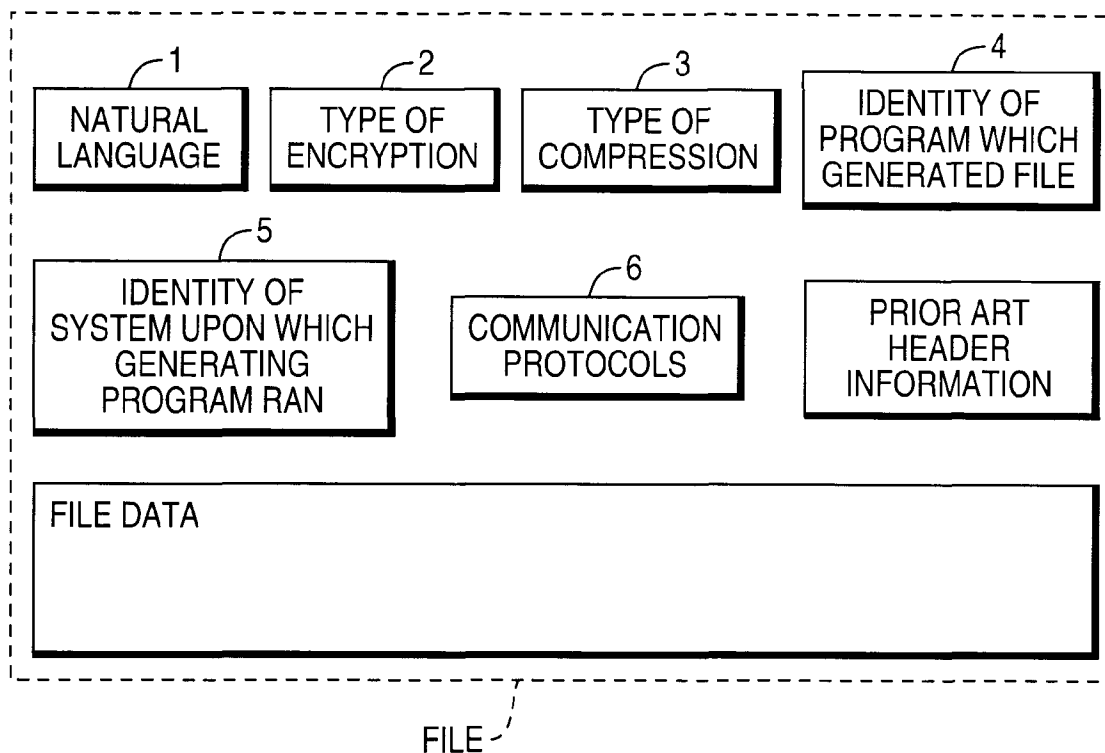 1
NATURAL
LANGUAGE
2
TYPE OF
ENCRYPTION
3
TYPE OF
COMPRESSION
4
IDENTITY OF
PROGRAM WHICH
GENERATED FILE
5
IDENTITY OF
SYSTEM UPON WHICH
GENERATING
PROGRAM RAN
6
COMMUNICATION
PROTOCOLS
PRIOR ART
HEADER
INFORMATION
FILE DATA
FILE